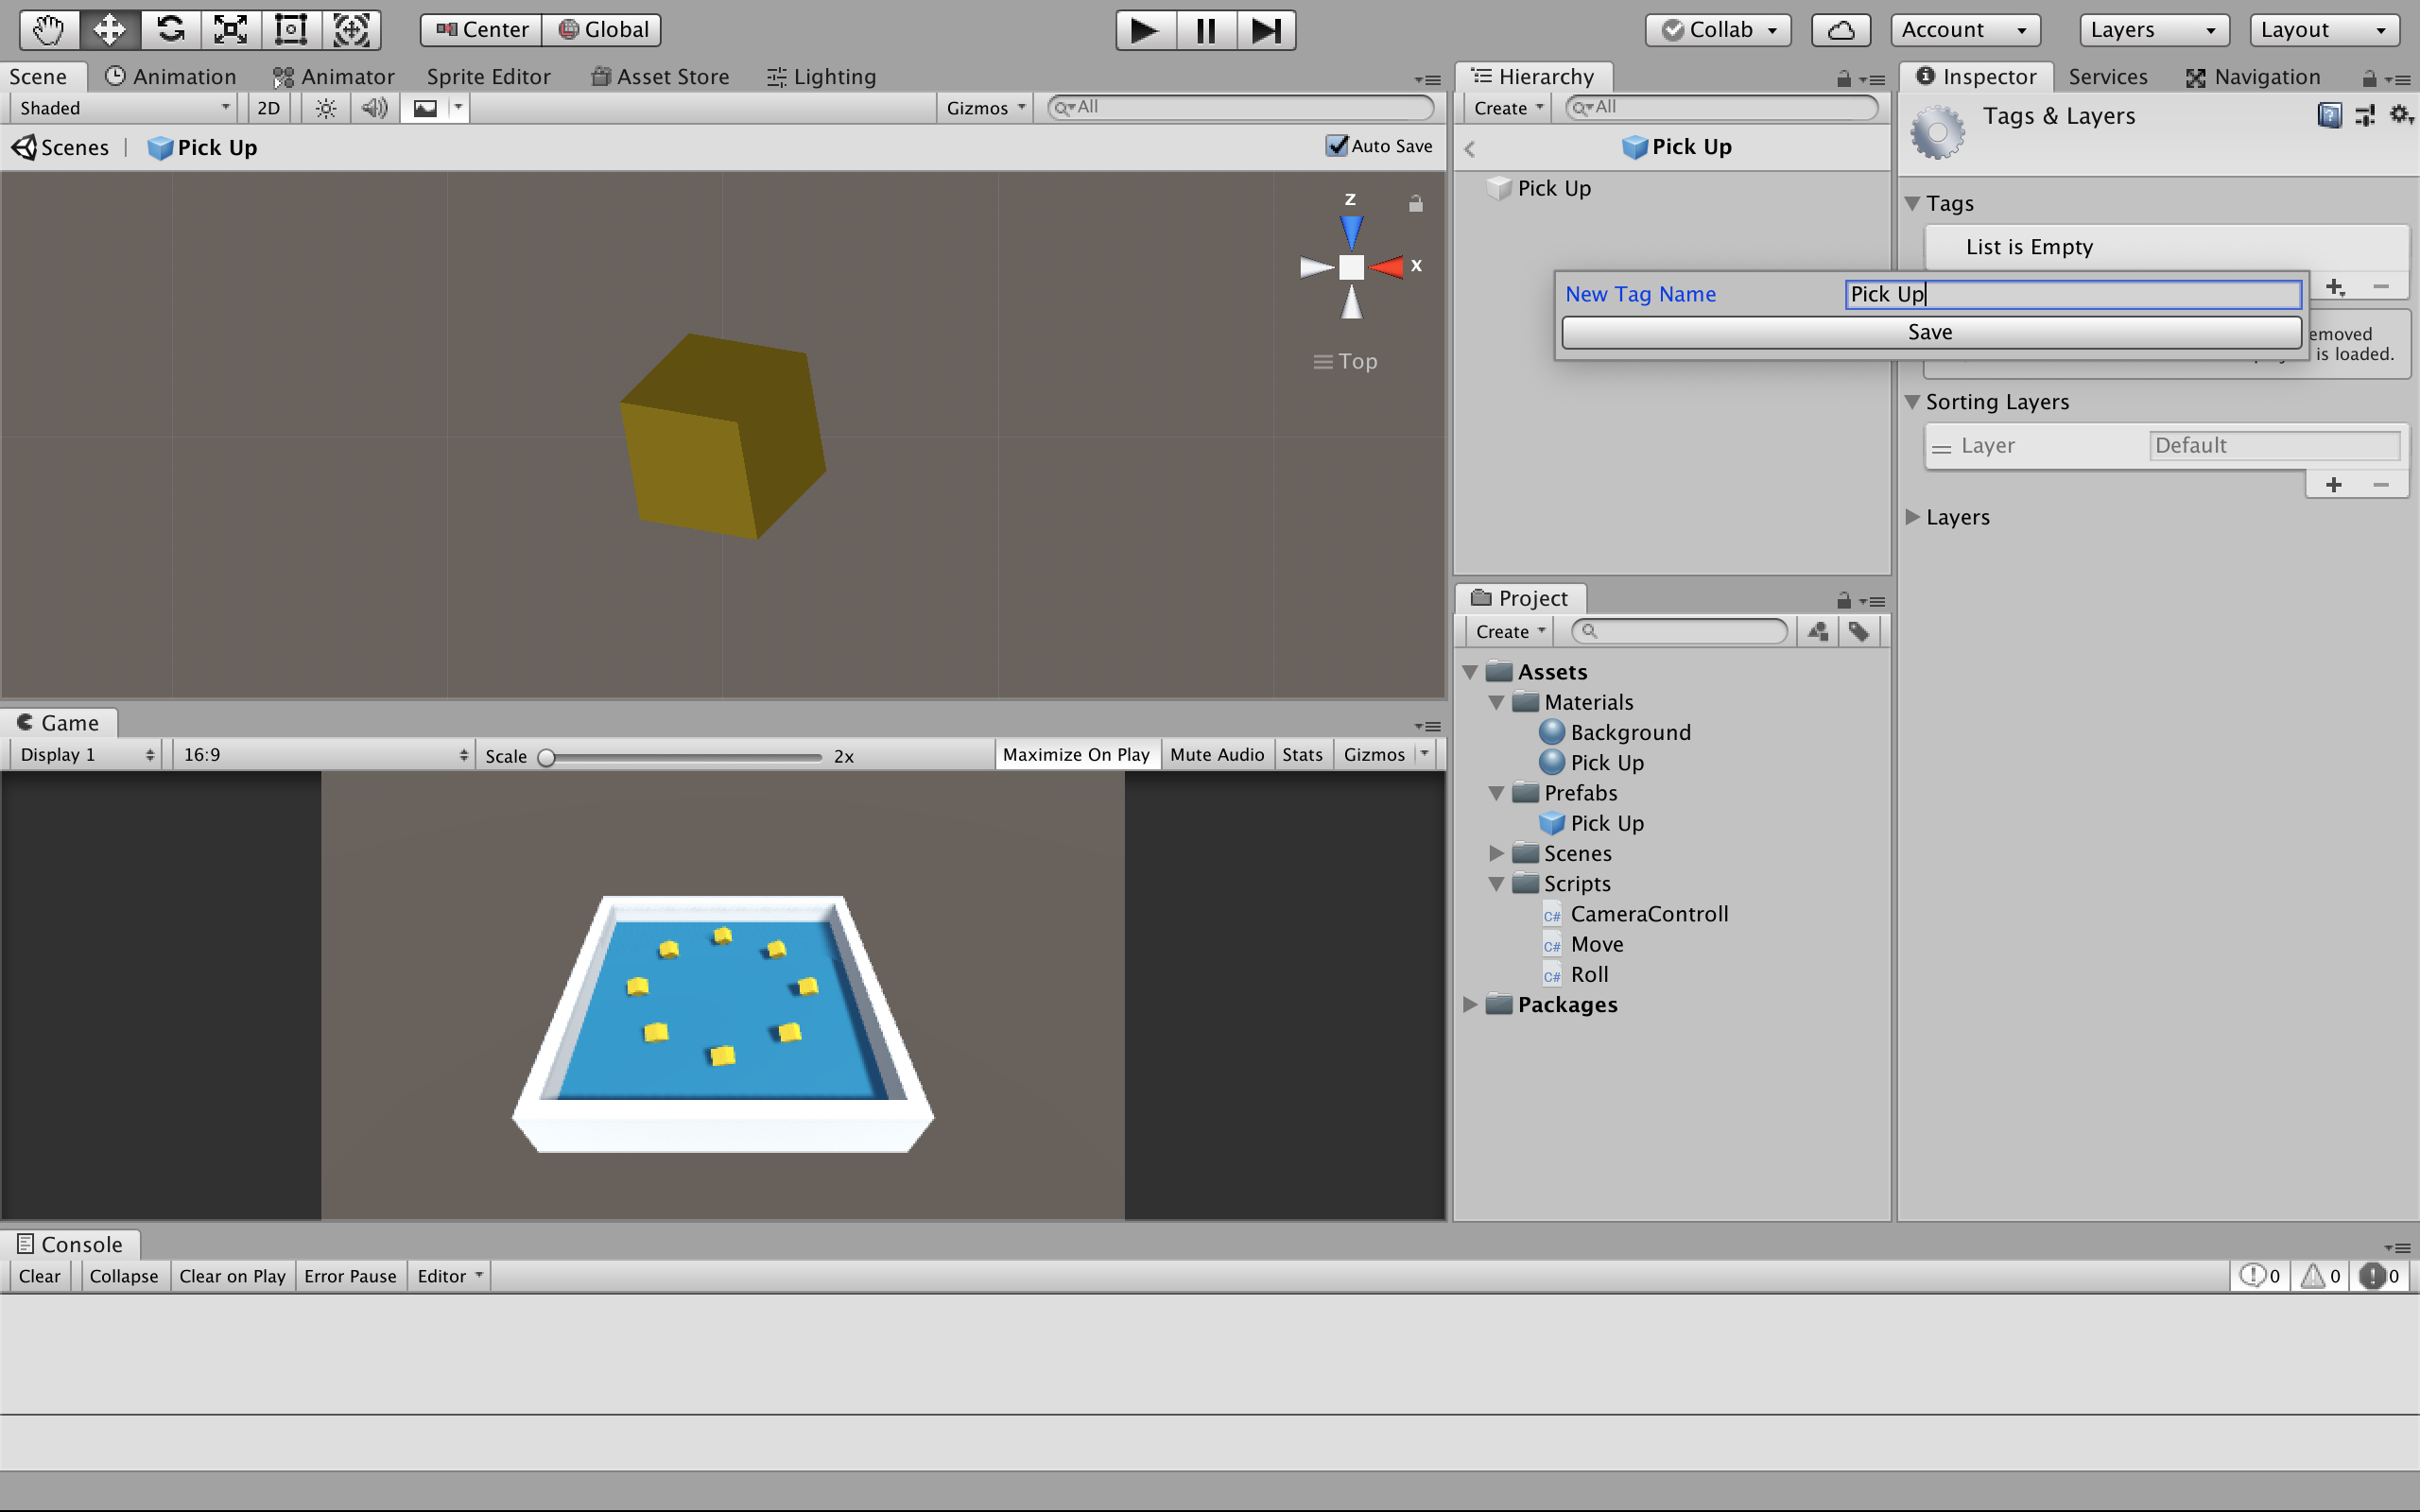 Center Global Collab Account Layers Layout
Scene Animation Animator Sprite Editor Asset Store Lighting
Shaded 2D Gizmos All
Scenes Pick Up Auto Save
z
x
Top
Hierarchy
Create All
Pick Up
Pick Up
Inspector Services Navigation
Tags & Layers
Tags
List is Empty
New Tag Name Pick Up
Save
emoved
is loaded.
Sorting Layers
Layer Default
Layers
Game
Display 1 16:9 Scale 2x Maximize On Play Mute Audio Stats Gizmos
Project
Create
Assets
Materials
Background
Pick Up
Prefabs
Pick Up
Scenes
Scripts
C# CameraControll
C# Move
C# Roll
Packages
Console
Clear Collapse Clear on Play Error Pause Editor 0 0 0